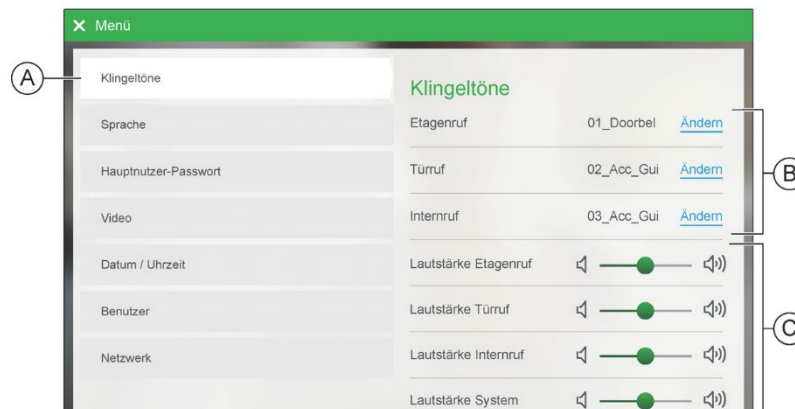 × Menü
A
Klingeltöne
Sprache
Hauptnutzer-Passwort
Video
Datum / Uhrzeit
Benutzer
Netzwerk
Klingeltöne
Etagenruf 01_Doorbel Ändern
Türruf 02_Acc_Gui Ändern
Internruf 03_Acc_Gui Ändern
B
Lautstärke Etagenruf
Lautstärke Türruf
Lautstärke Internruf
Lautstärke System
C